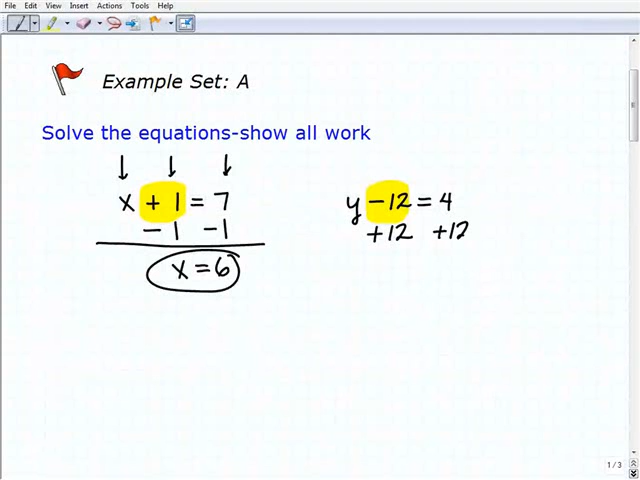 File Edit View Insert Actions Tools Help
Example Set: A
Solve the equations-show all work
x + 1 = 7
- 1 - 1
x = 6
y - 12 = 4
+ 12 + 12
1 / 3